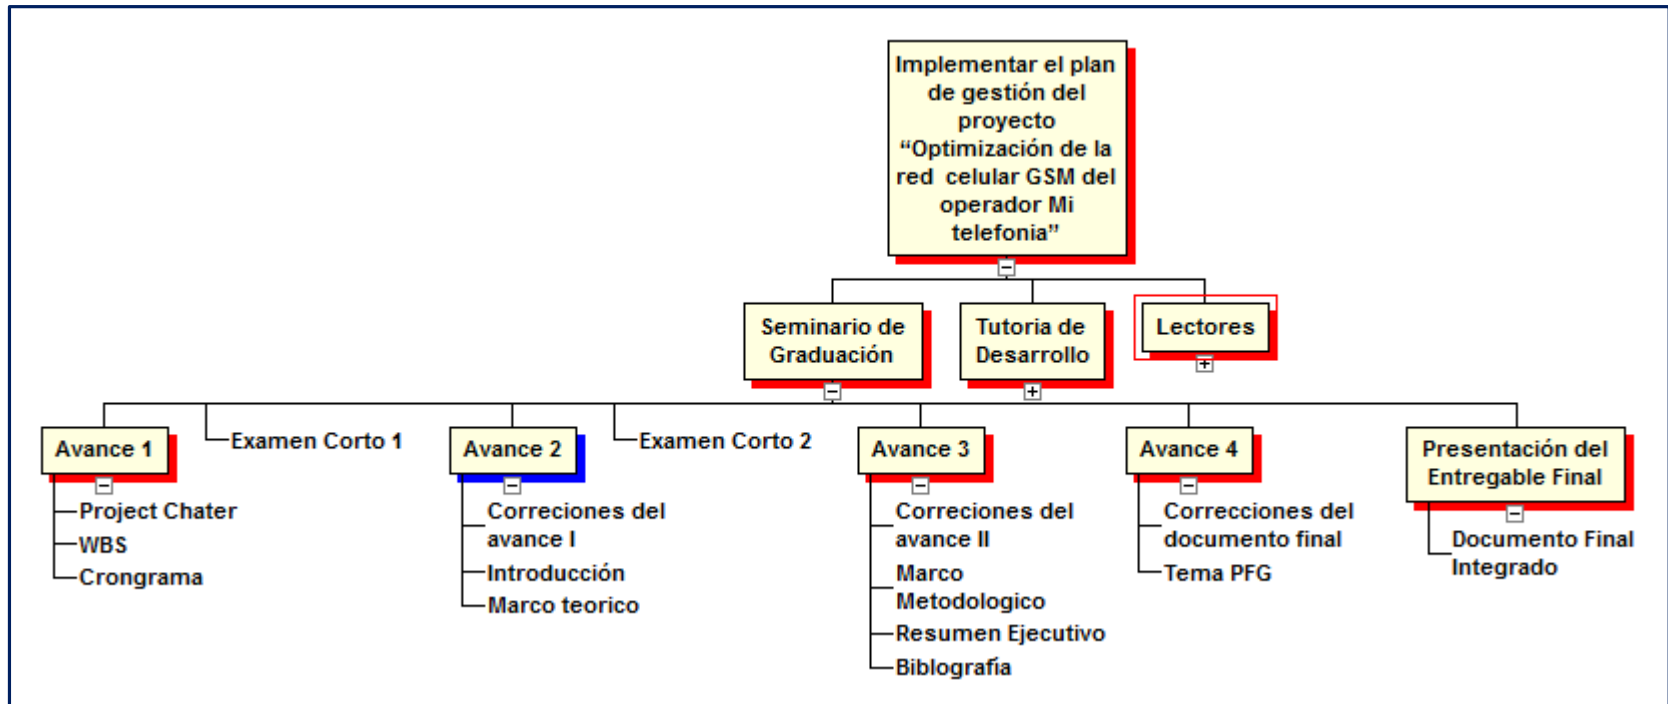 Implementar el plan
de gestión del
proyecto
“Optimización de la
red celular GSM del
operador Mi
telefonia”
Seminario de
Graduación
Tutoria de
Desarrollo
Lectores
Avance 1
Project Chater
WBS
Crongrama
Examen Corto 1
Avance 2
Correciones del
avance I
Introducción
Marco teorico
Examen Corto 2
Avance 3
Correciones del
avance II
Marco
Metodologico
Resumen Ejecutivo
Biblografía
Avance 4
Correcciones del
documento final
Tema PFG
Presentación del
Entregable Final
Documento Final
Integrado